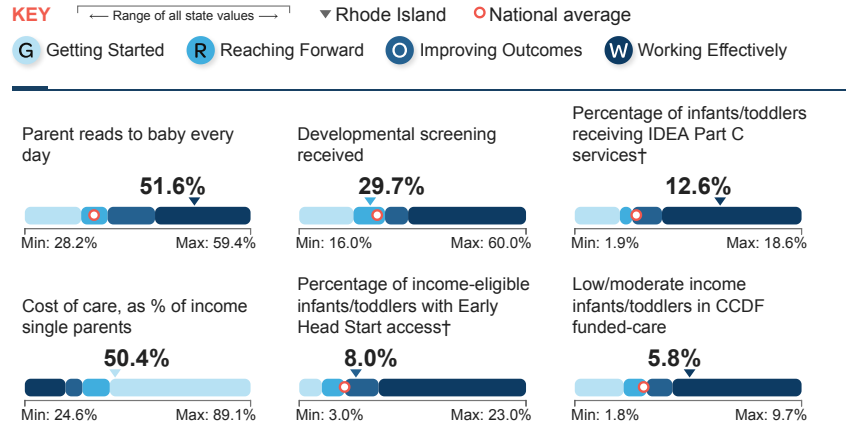 KEY
Range of all state values
Rhode Island
National average
G Getting Started
R Reaching Forward
O Improving Outcomes
W Working Effectively
Parent reads to baby every
day
51.6%
Min: 28.2% Max: 59.4%
Developmental screening
received
29.7%
Min: 16.0% Max: 60.0%
Percentage of infants/toddlers
receiving IDEA Part C
services†
12.6%
Min: 1.9% Max: 18.6%
Cost of care, as % of income
single parents
50.4%
Min: 24.6% Max: 89.1%
Percentage of income-eligible
infants/toddlers with Early
Head Start access†
8.0%
Min: 3.0% Max: 23.0%
Low/moderate income
infants/toddlers in CCDF
funded-care
5.8%
Min: 1.8% Max: 9.7%